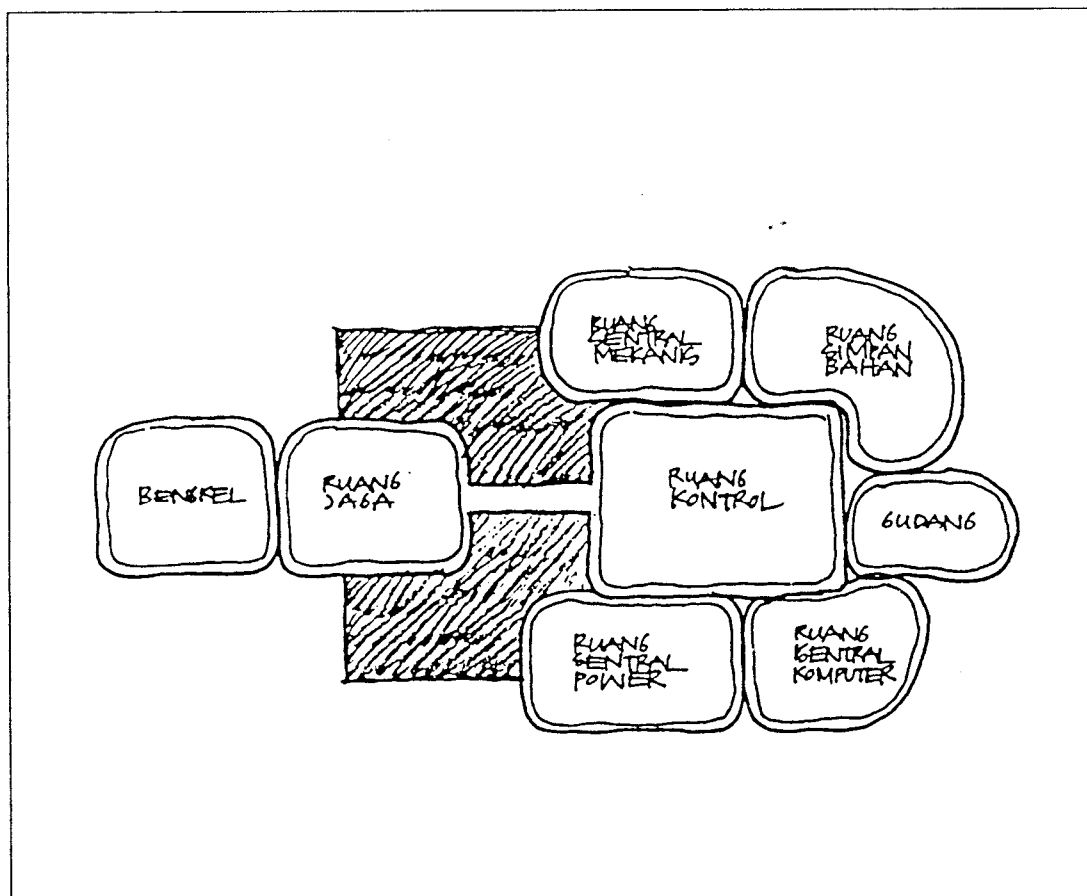 RUANG
SENTRAL
MEKANIS
RUANG
SIMPAN
BAHAN
BENGKEL
RUANG
JAGA
RUANG
KONTROL
GUDANG
RUANG
SENTRAL
POWER
RUANG
SENTRAL
KOMPUTER